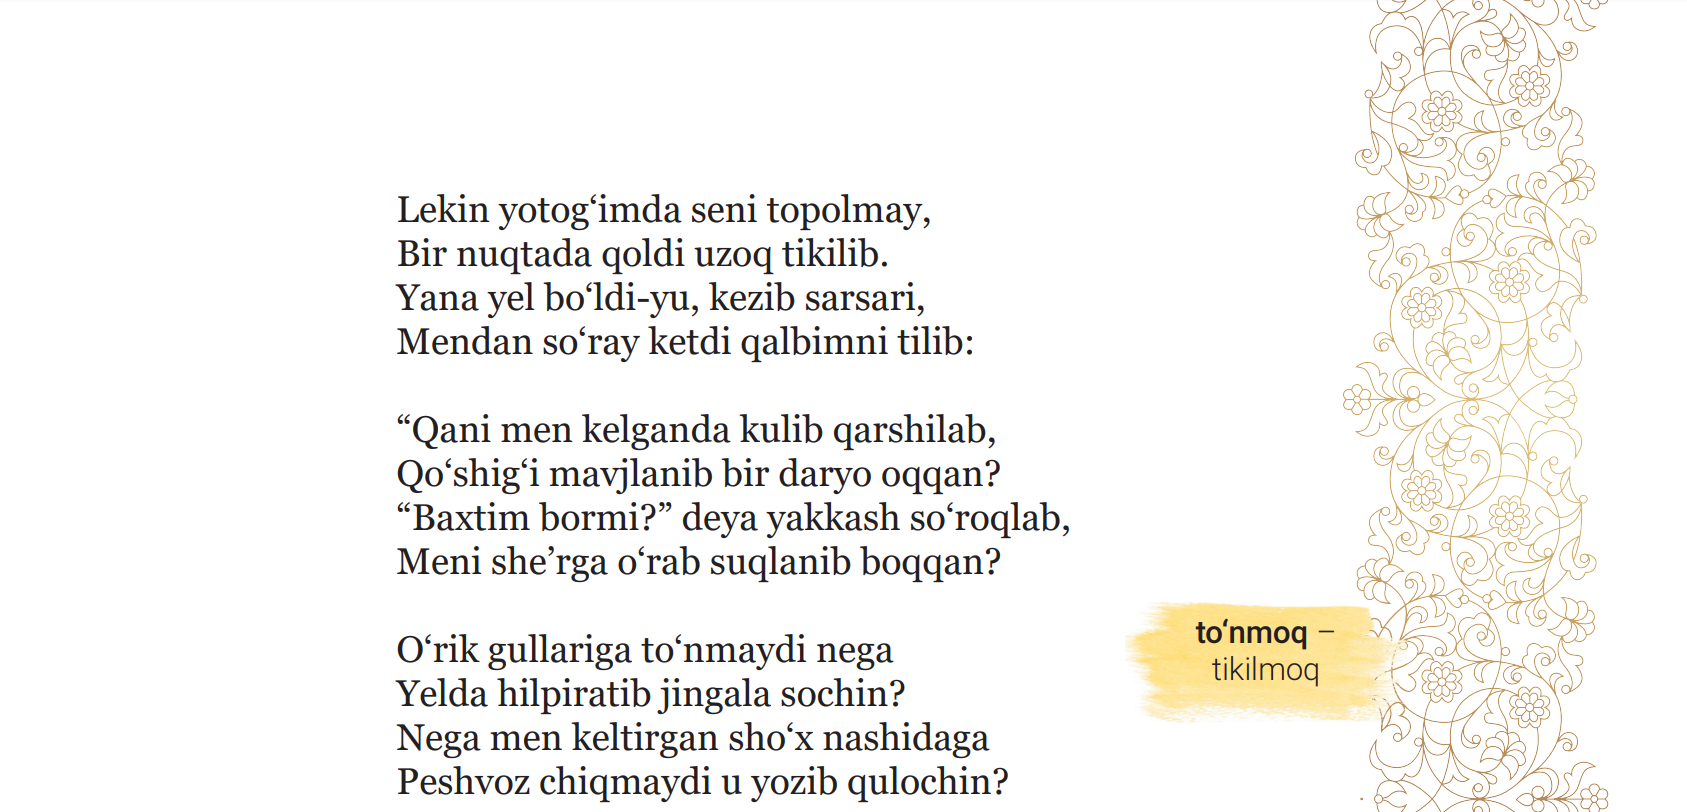 Lekin yotog‘imda seni topolmay,
Bir nuqtada qoldi uzoq tikilib.
Yana yel bo‘ldi-yu, kezib sarsari,
Mendan so‘ray ketdi qalbimni tilib:
“Qani men kelganda kulib qarshilab,
Qo‘shig‘i mavjlanib bir daryo oqqan?
“Baxtim bormi?” deya yakkash so‘roqlab,
Meni she’rga o‘rab suqlanib boqqan?
O‘rik gullariga to‘nmaydi nega
Yelda hilpiratib jingala sochin?
Nega men keltirgan sho‘x nashidaga
Peshvoz chiqmaydi u yozib qulochin?
to‘nmoq –
tikilmoq